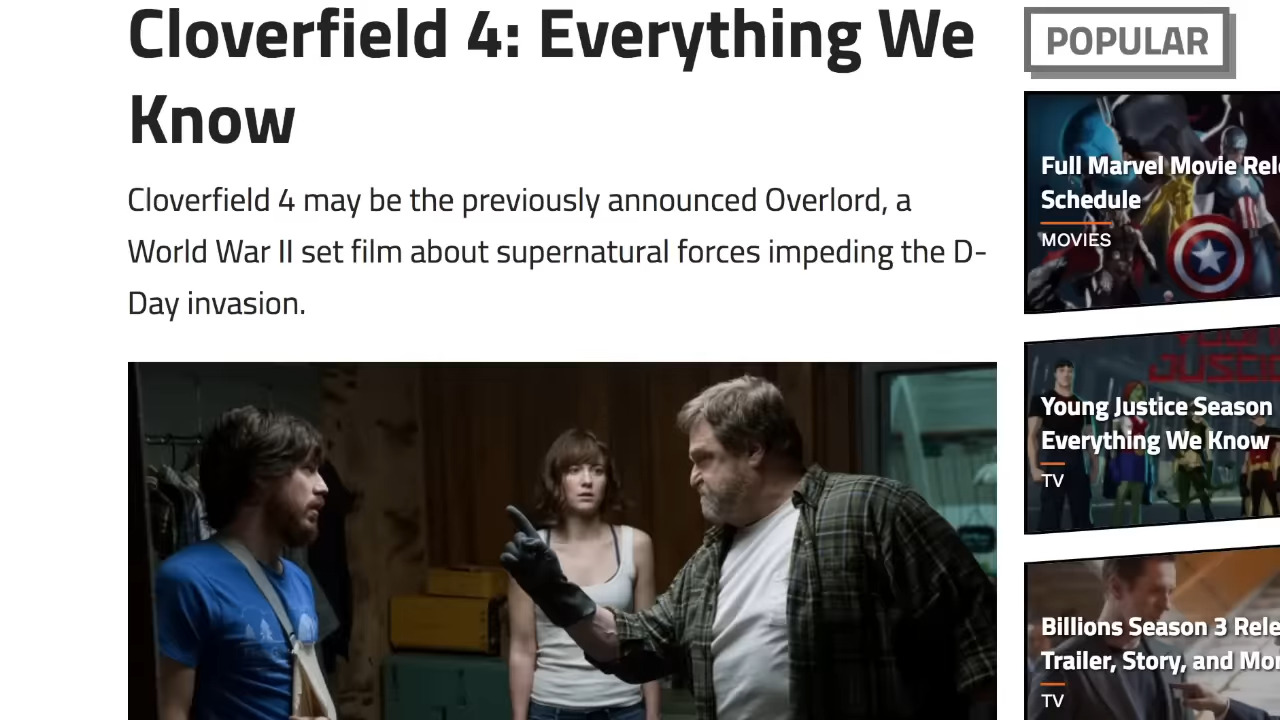 Cloverfield 4: Everything We
Know
Cloverfield 4 may be the previously announced Overlord, a
World War II set film about supernatural forces impeding the D-
Day invasion.
POPULAR
Full Marvel Movie Rel
Schedule
MOVIES
Young Justice Season
Everything We Know
TV
Billions Season 3 Rele
Trailer, Story, and Mo
TV